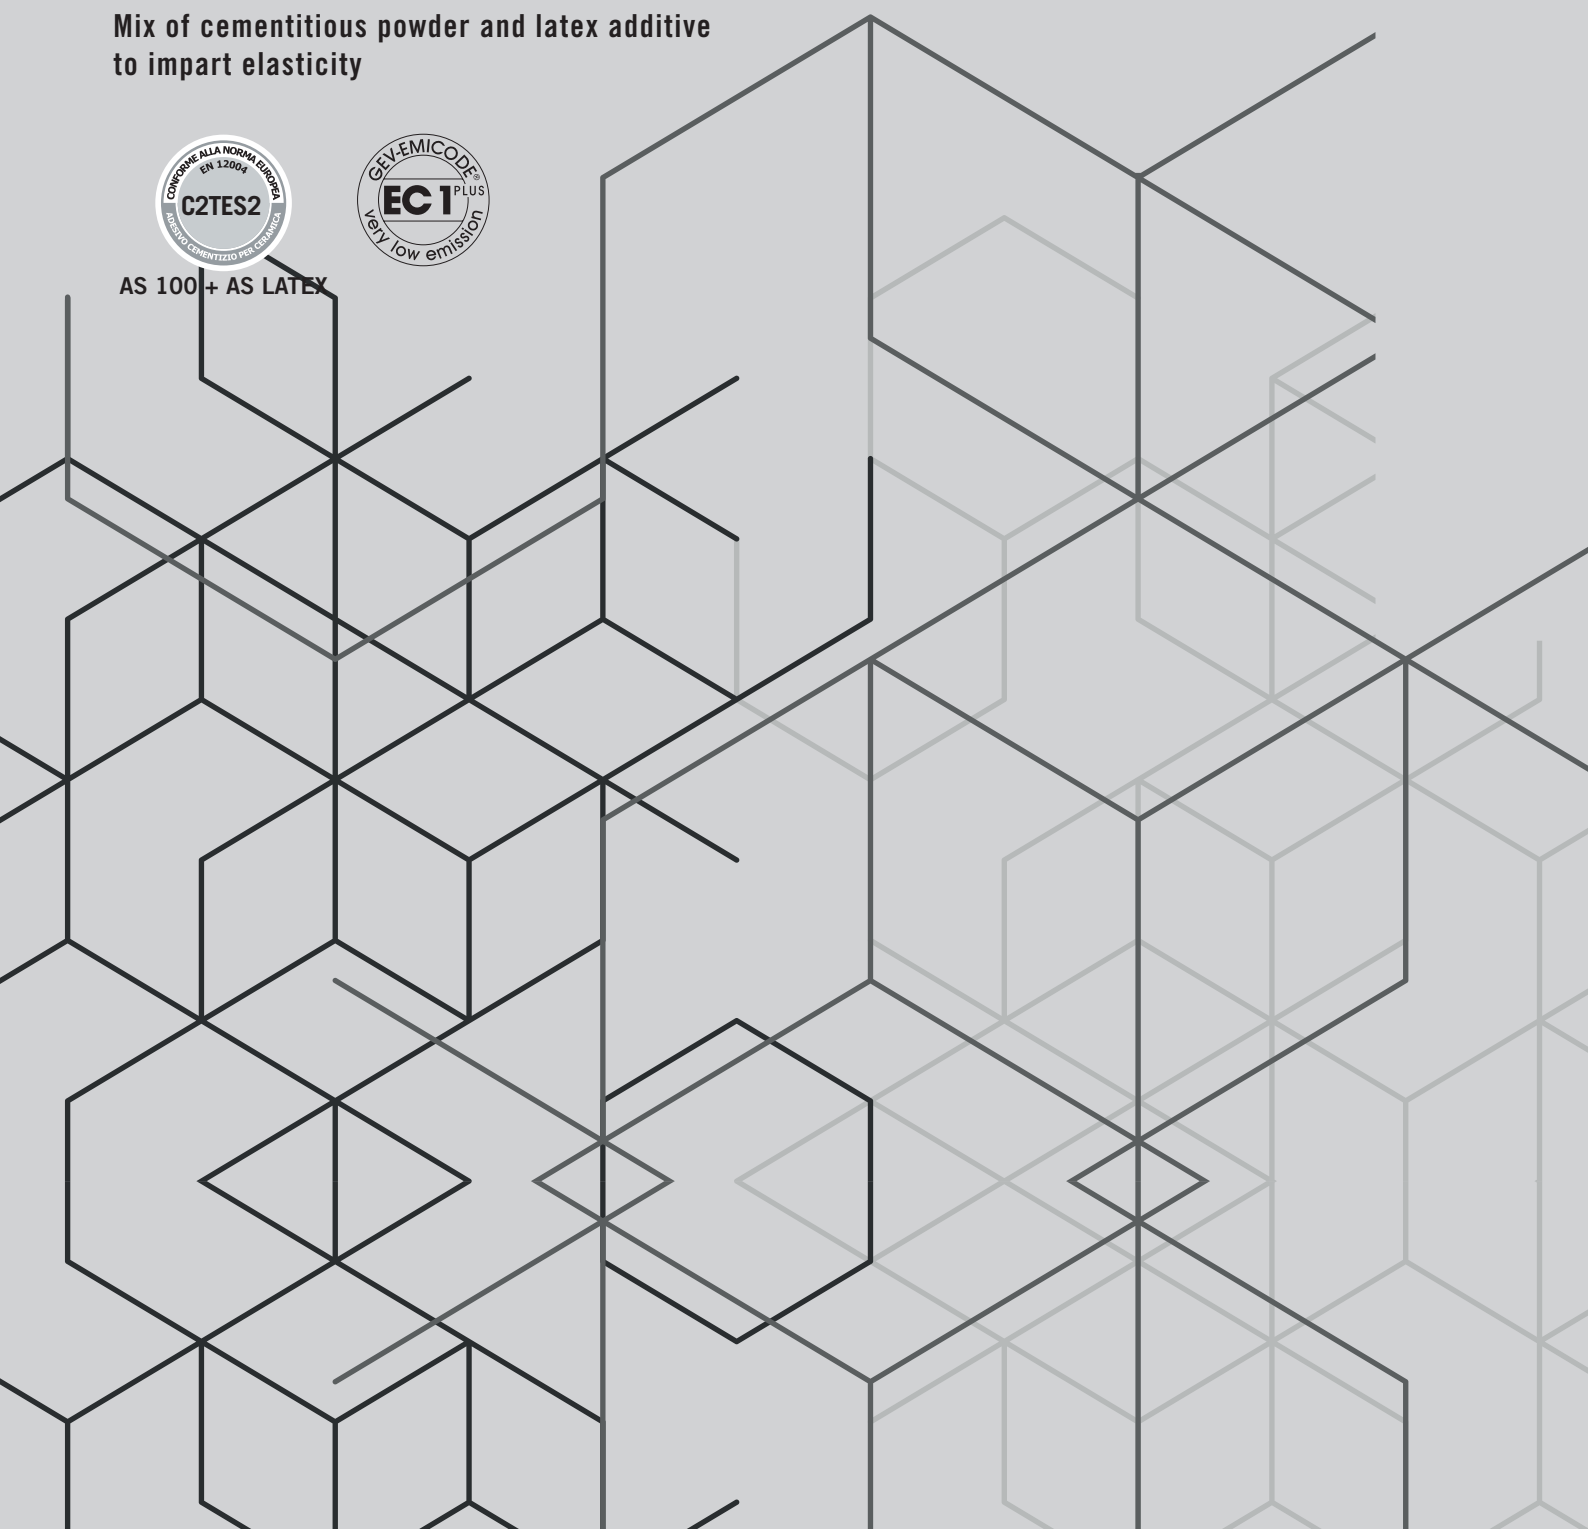 Mix of cementitious powder and latex additive
to impart elasticity
CONFORME ALLA NORMA EUROPEA
EN 12004
C2TES2
ADESIVO CEMENTIZIO PER CERAMICA
GEV-EMICODE®
EC 1 PLUS
very low emission
AS 100 + AS LATEX